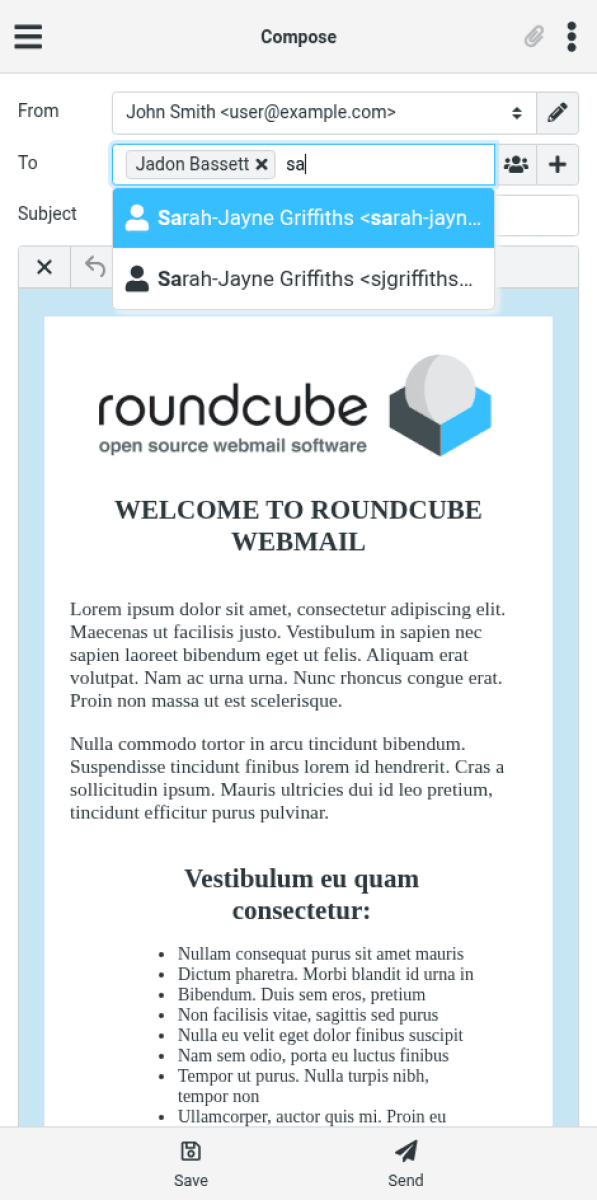 Compose
From
John Smith <user@example.com>
To
Jadon Bassett
sa
Subject
Sarah-Jayne Griffiths <sarah-jayn...
Sarah-Jayne Griffiths <sjgriffiths...
roundcube
open source webmail software
WELCOME TO ROUNDCUBE
WEBMAIL
Lorem ipsum dolor sit amet, consectetur adipiscing elit.
Maecenas ut facilisis justo. Vestibulum in sapien nec
sapien laoreet bibendum eget ut felis. Aliquam erat
volutpat. Nam ac urna urna. Nunc rhoncus congue erat.
Proin non massa ut est scelerisque.
Nulla commodo tortor in arcu tincidunt bibendum.
Suspendisse tincidunt finibus lorem id hendrerit. Cras a
sollicitudin ipsum. Mauris ultricies dui id leo pretium,
tincidunt efficitur purus pulvinar.
Vestibulum eu quam
consectetur:
• Nullam consequat purus sit amet mauris
• Dictum pharetra. Morbi blandit id urna in
• Bibendum. Duis sem eros, pretium
• Non facilisis vitae, sagittis sed purus
• Nulla eu velit eget dolor finibus suscipit
• Nam sem odio, porta eu luctus finibus
• Tempor ut purus. Nulla turpis nibh,
tempor non
• Ullamcorper, auctor quis mi. Proin eu
Save
Send